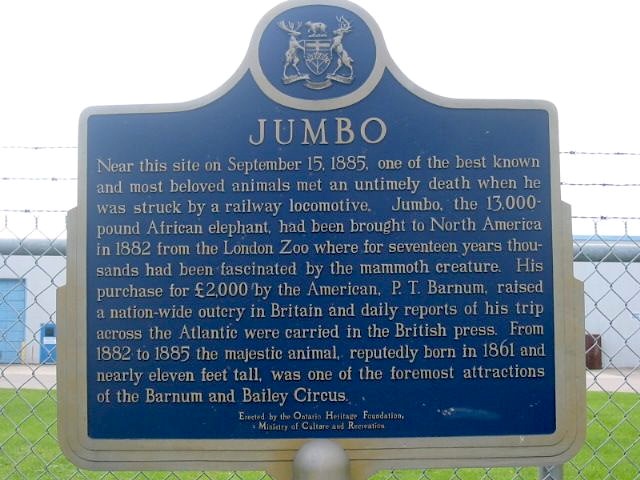 JUMBO
Near this site on September 15, 1885, one of the best known
and most beloved animals met an untimely death when he
was struck by a railway locomotive. Jumbo, the 13,000-
pound African elephant, had been brought to North America
in 1882 from the London Zoo where for seventeen years thou-
sands had been fascinated by the mammoth creature. His
purchase for £2,000 by the American, P. T. Barnum, raised
a nation-wide outcry in Britain and daily reports of his trip
across the Atlantic were carried in the British press. From
1882 to 1885 the majestic animal, reputedly born in 1861 and
nearly eleven feet tall, was one of the foremost attractions
of the Barnum and Bailey Circus.
Erected by the Ontario Heritage Foundation,
Ministry of Culture and Recreation